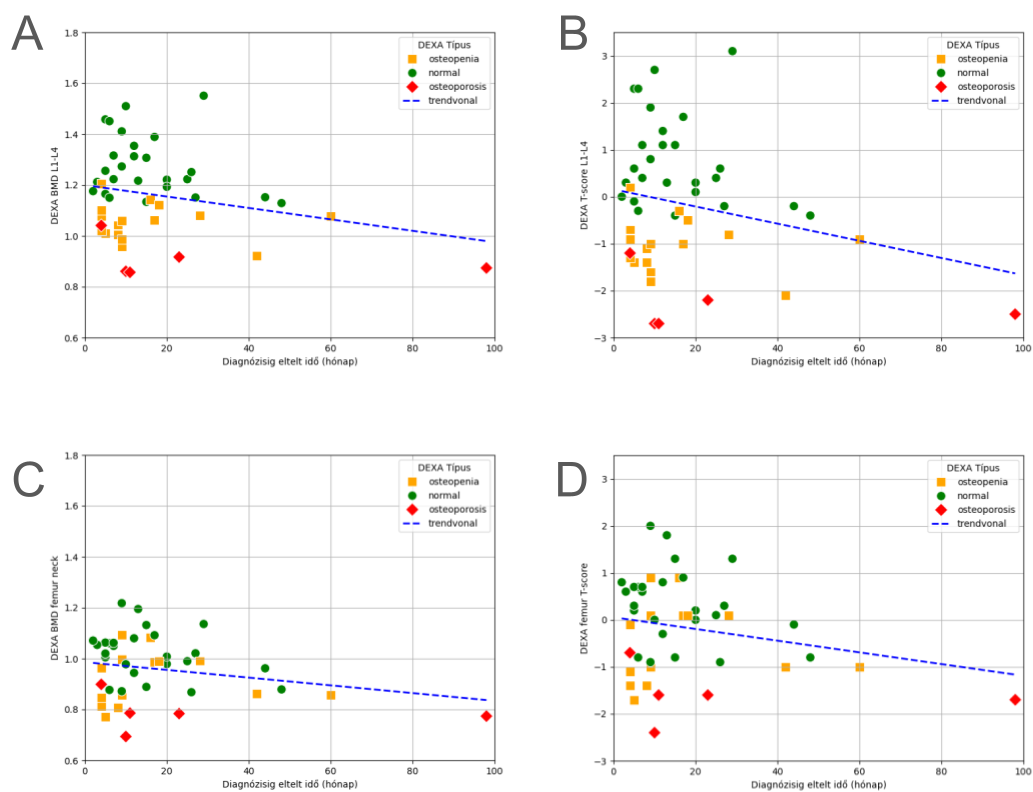 A
DEXA BMD L1-L4
1.8
1.6
1.4
1.2
1.0
0.8
0.6
0
20
40
60
80
100
Diagnózisig eltelt idő (hónap)
DEXA Típus
osteopenia
normal
osteoporosis
trendvonal
B
DEXA T-score L1-L4
3
2
1
0
−1
−2
−3
0
20
40
60
80
100
Diagnózisig eltelt idő (hónap)
DEXA Típus
osteopenia
normal
osteoporosis
trendvonal
C
DEXA BMD femur neck
1.8
1.6
1.4
1.2
1.0
0.8
0.6
0
20
40
60
80
100
Diagnózisig eltelt idő (hónap)
DEXA Típus
osteopenia
normal
osteoporosis
trendvonal
D
DEXA femur T-score
3
2
1
0
−1
−2
−3
0
20
40
60
80
100
Diagnózisig eltelt idő (hónap)
DEXA Típus
osteopenia
normal
osteoporosis
trendvonal